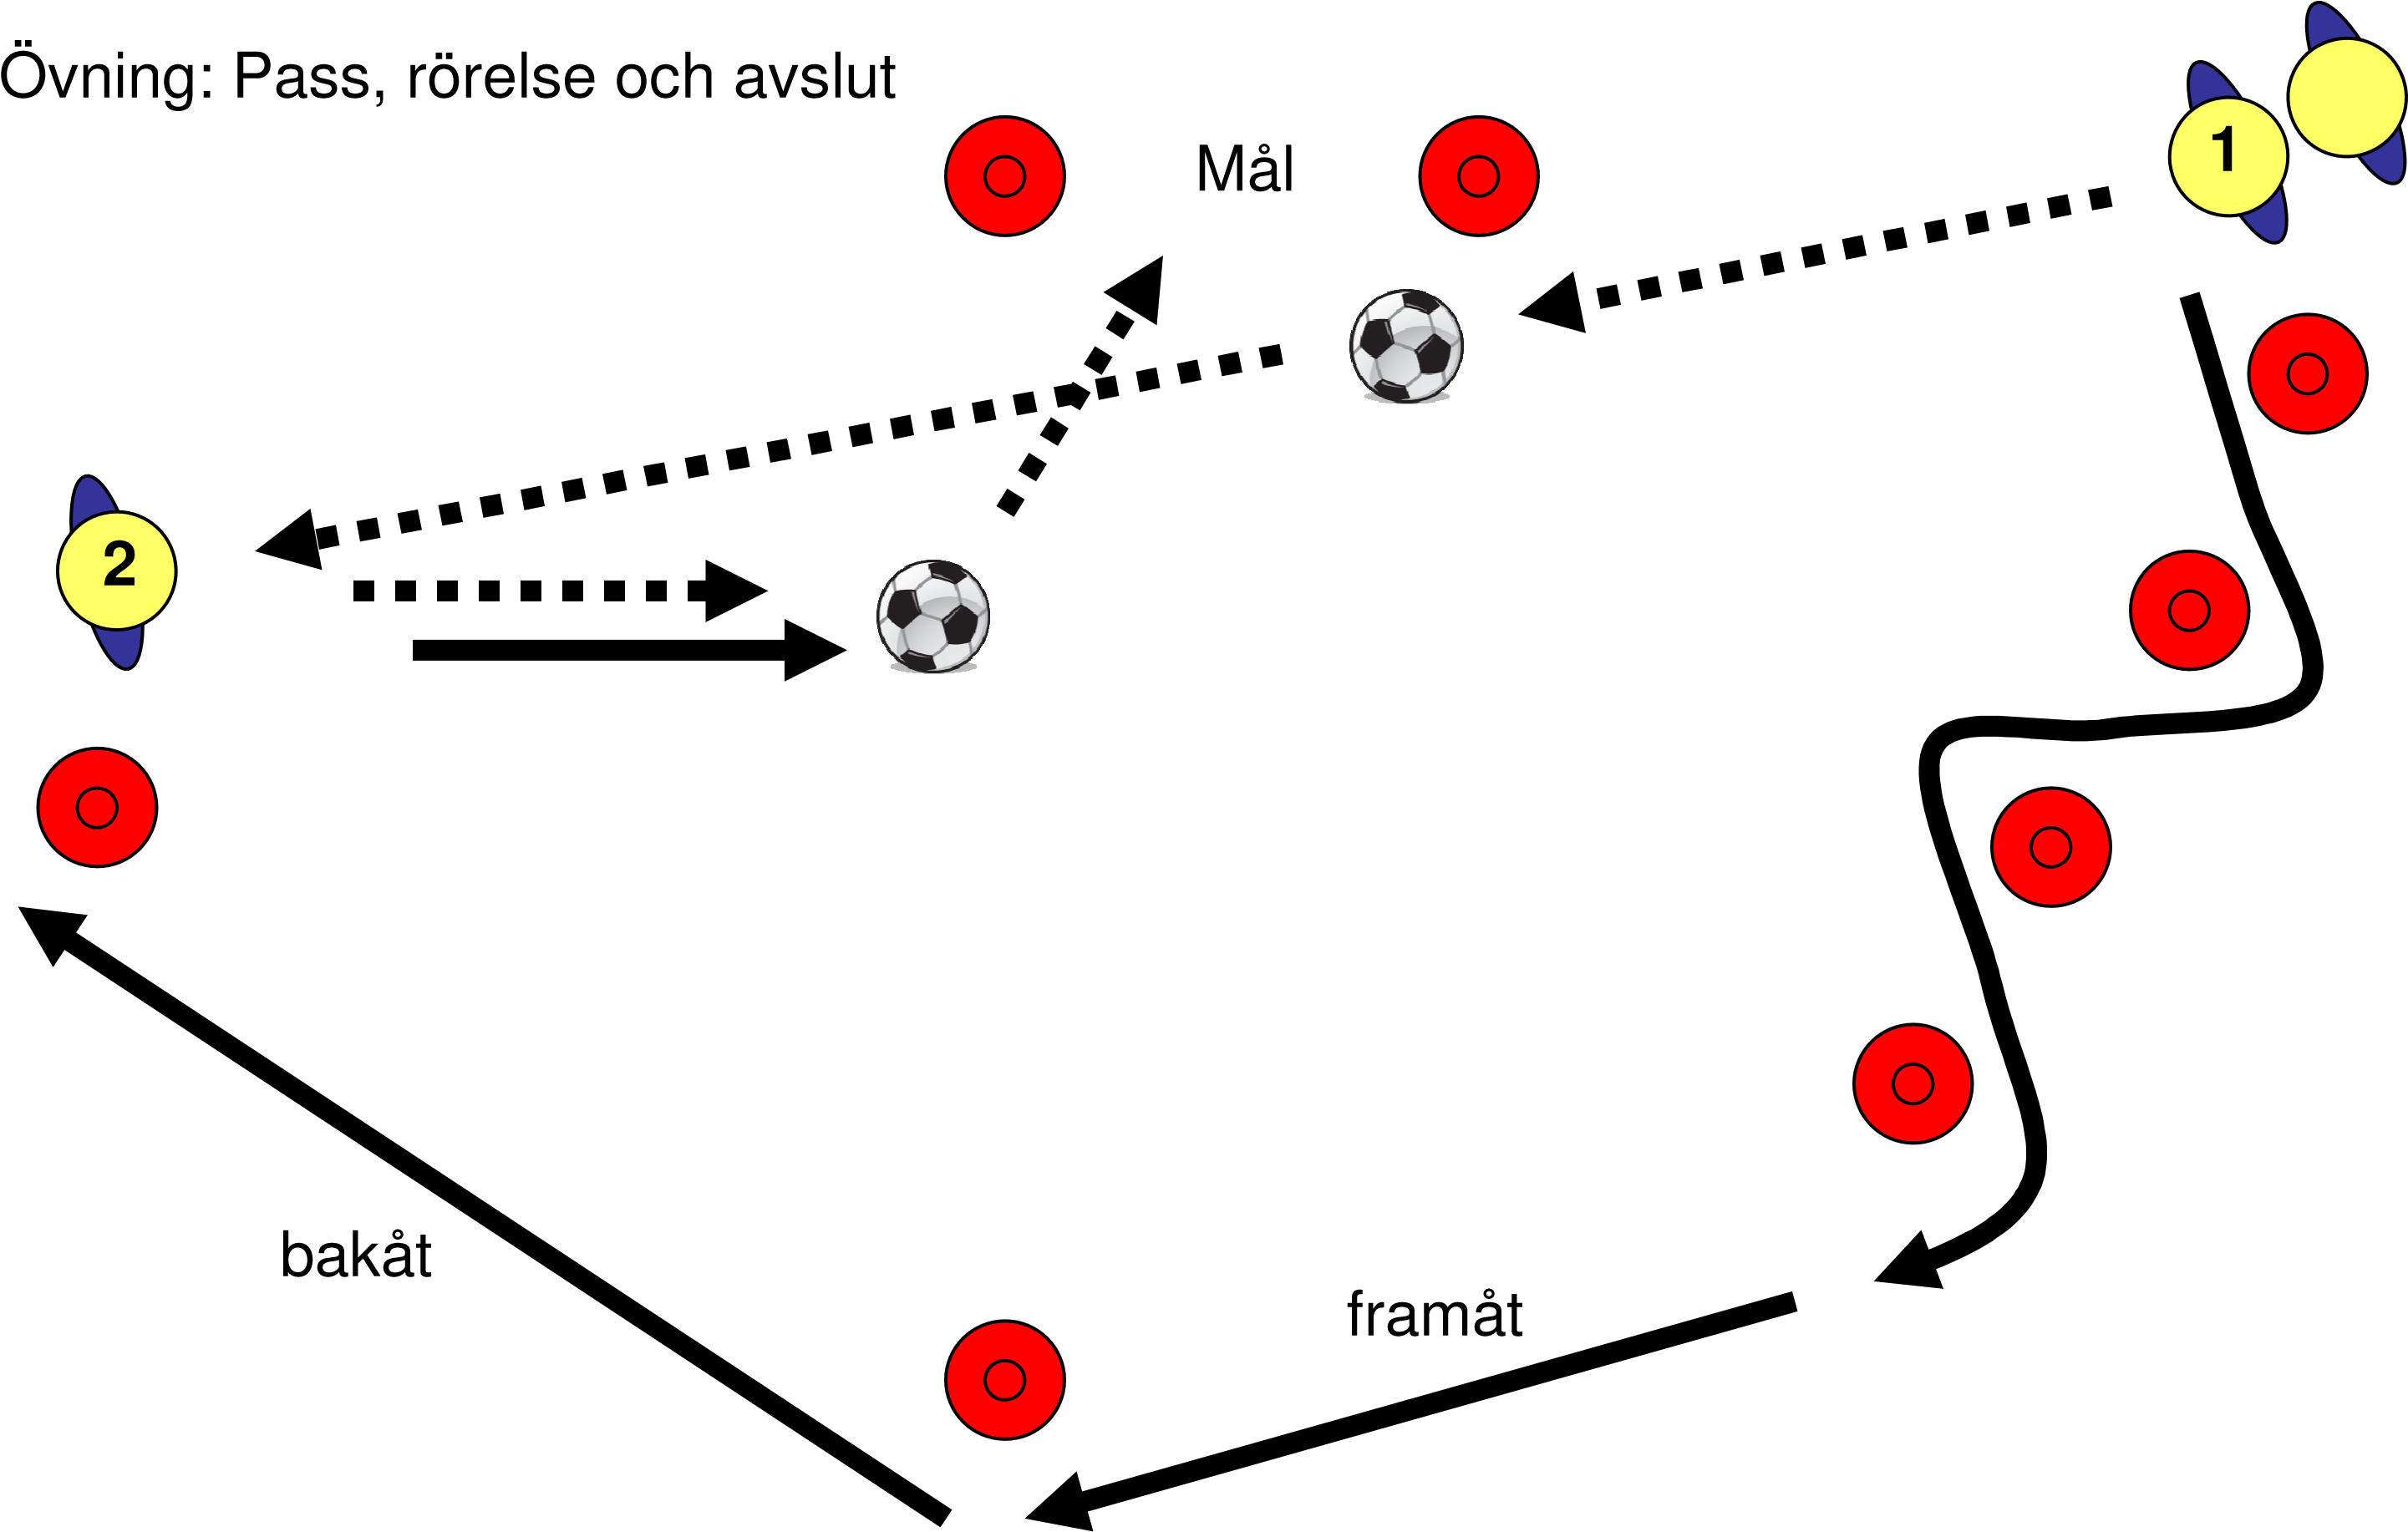 Övning: Pass, rörelse och avslut
Mål
1
2
bakåt
framåt